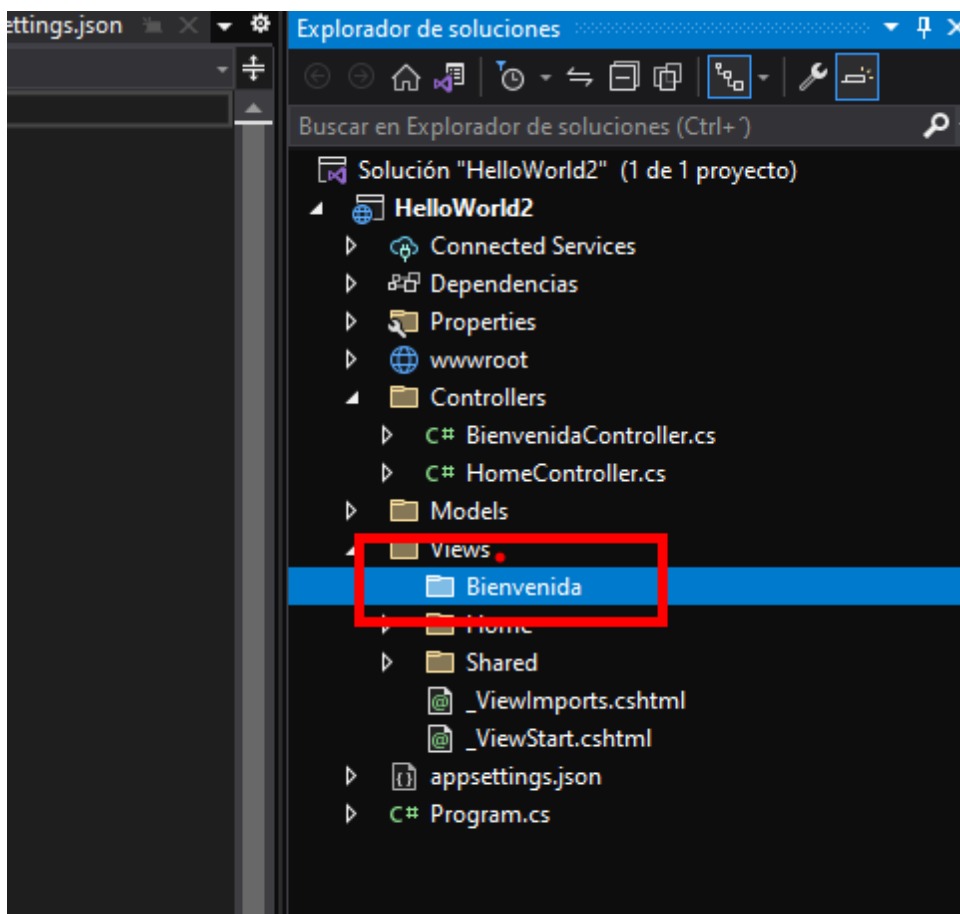 ettings.json
Explorador de soluciones
Buscar en Explorador de soluciones (Ctrl+´)
Solución "HelloWorld2" (1 de 1 proyecto)
HelloWorld2
Connected Services
Dependencias
Properties
wwwroot
Controllers
C# BienvenidaController.cs
C# HomeController.cs
Models
Views
Bienvenida
Home
Shared
_ViewImports.cshtml
_ViewStart.cshtml
appsettings.json
C# Program.cs